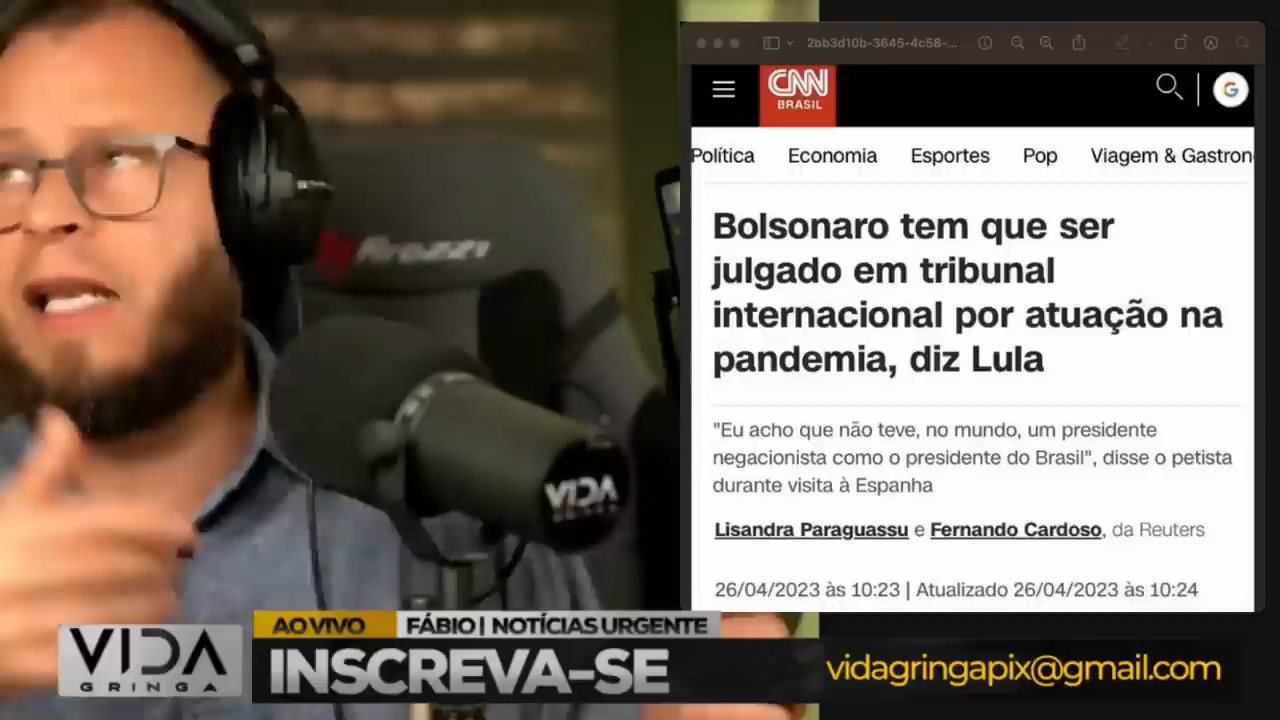 2bb3d10b-3645-4c58-...
CNN
BRASIL
G
Política Economia Esportes Pop Viagem & Gastron
Bolsonaro tem que ser
julgado em tribunal
internacional por atuação na
pandemia, diz Lula
"Eu acho que não teve, no mundo, um presidente
negacionista como o presidente do Brasil", disse o petista
durante visita à Espanha
Lisandra Paraguassu e Fernando Cardoso, da Reuters
26/04/2023 às 10:23 | Atualizado 26/04/2023 às 10:24
Arozzi
VIDA
VIDA
GRINGA
AO VIVO FÁBIO | NOTÍCIAS URGENTE
INSCREVA-SE
vidagringapix@gmail.com